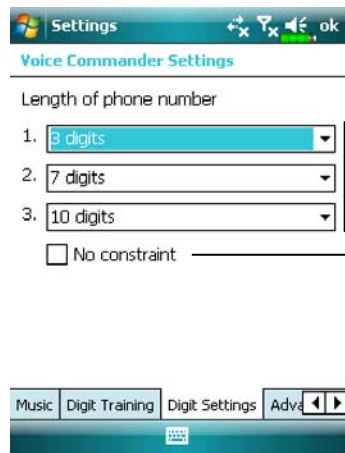 Settings ok
Voice Commander Settings
Length of phone number
1. 3 digits
2. 7 digits
3. 10 digits
No constraint
Music Digit Training Digit Settings Adva